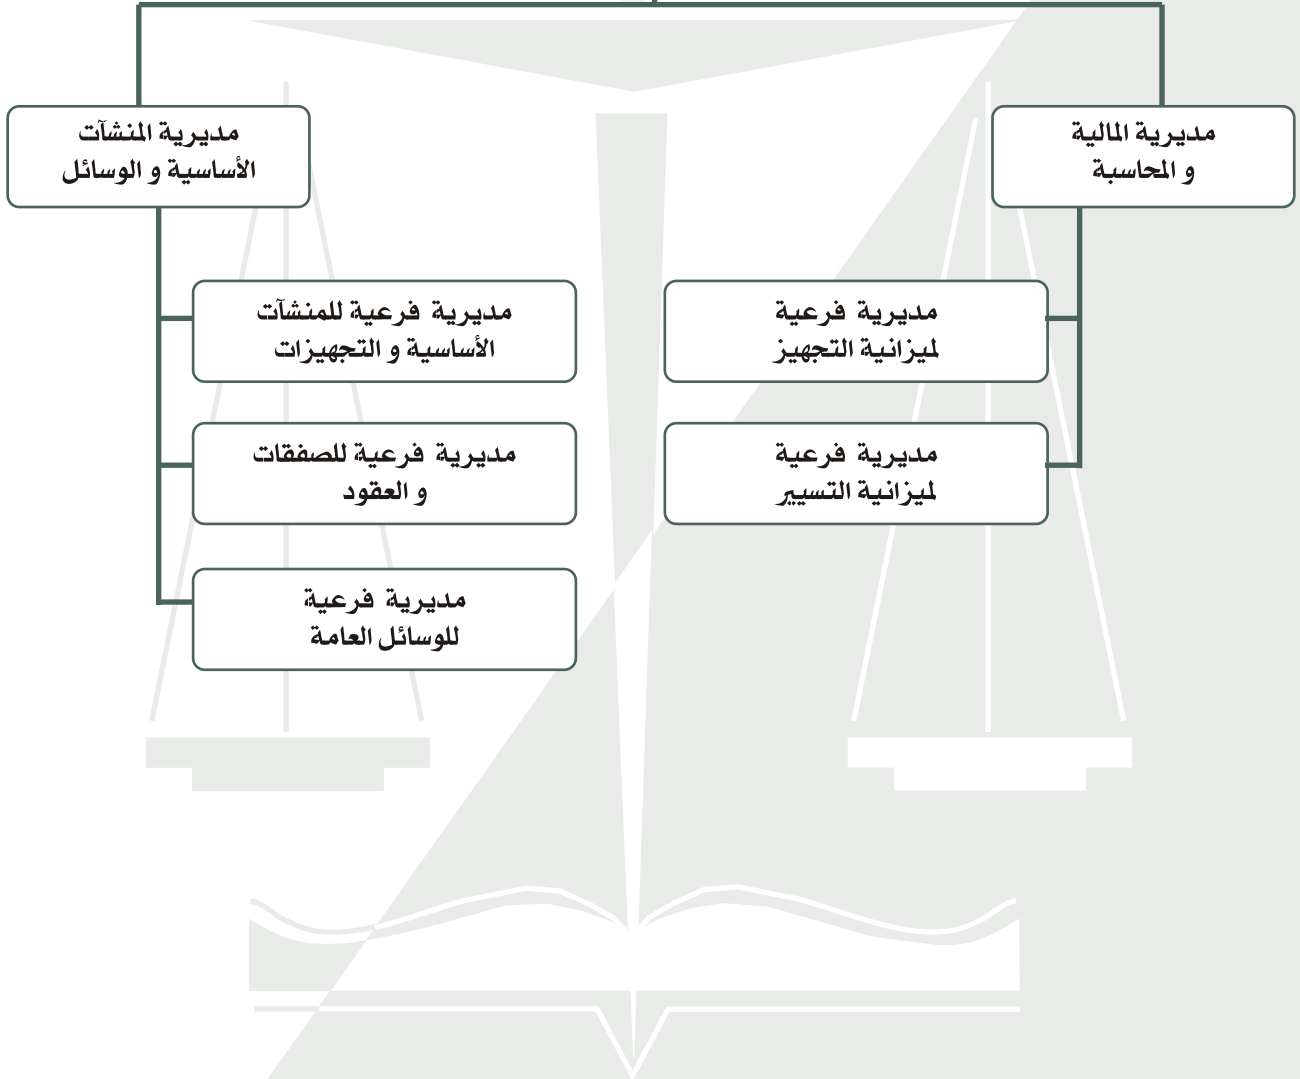 مديرية المالية
و المحاسبة
مديرية فرعية
لميزانية التجهيز
مديرية فرعية
لميزانية التسيير
مديرية المنشآت
الأساسية و الوسائل
مديرية فرعية للمنشآت
الأساسية و التجهيزات
مديرية فرعية للصفقات
و العقود
مديرية فرعية
للوسائل العامة